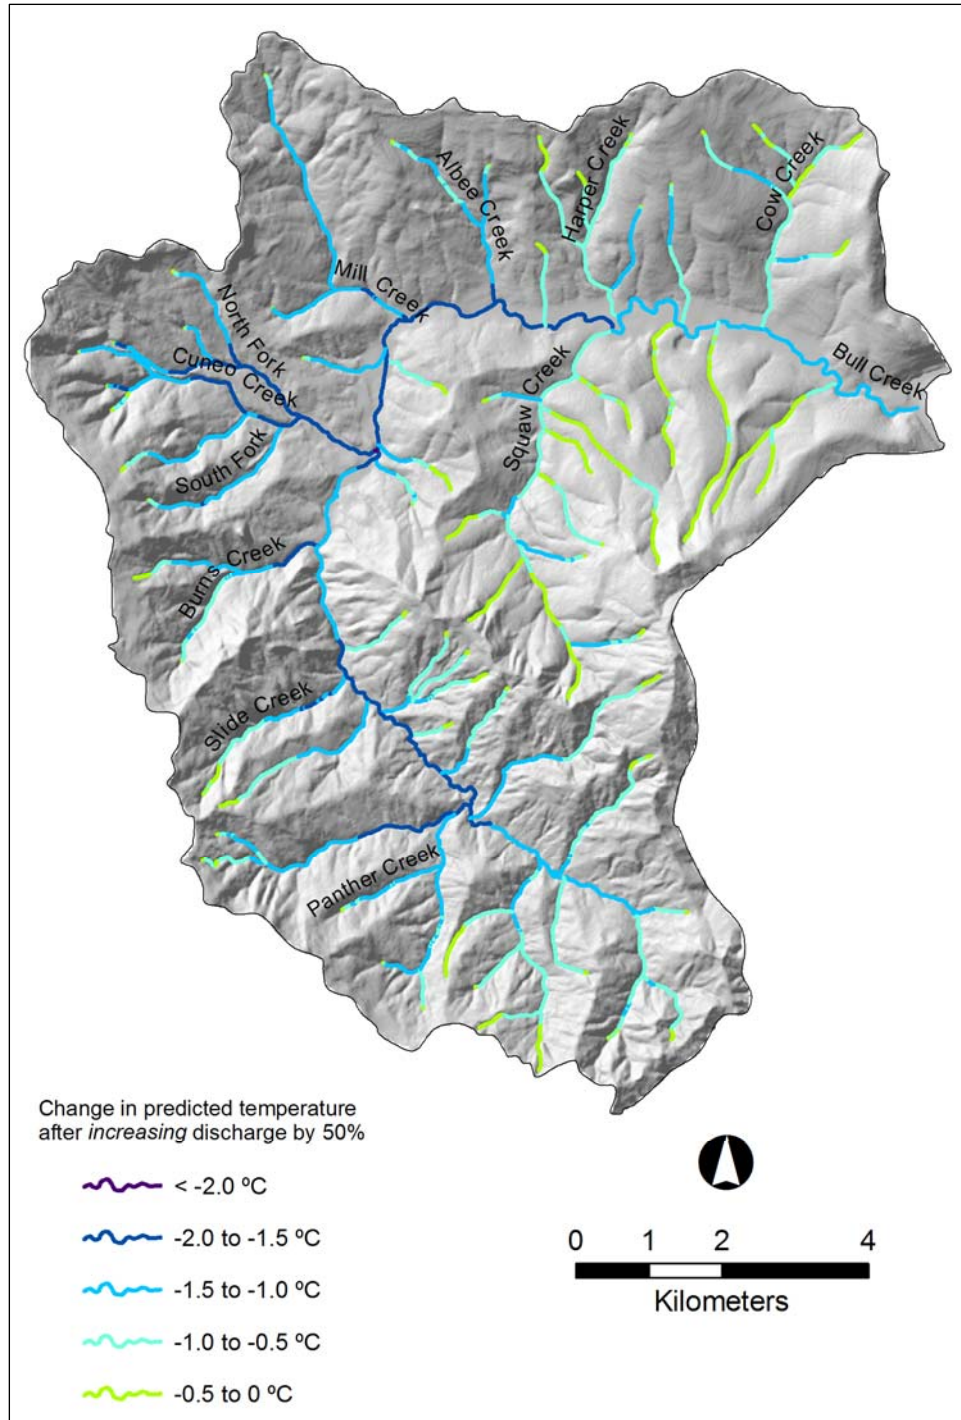 Albee Creek
Harper Creek
Cow Creek
Mill Creek
North Fork
Cuneo Creek
Squaw Creek
Bull Creek
South Fork
Burns Creek
Slide Creek
Panther Creek
Change in predicted temperature
after increasing discharge by 50%
< -2.0 ºC
-2.0 to -1.5 ºC
-1.5 to -1.0 ºC
-1.0 to -0.5 ºC
-0.5 to 0 ºC
0 1 2 4
Kilometers